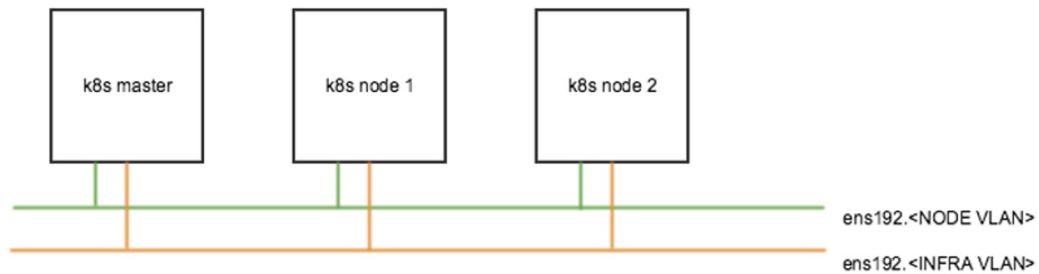 k8s master
k8s node 1
k8s node 2
ens192.<NODE VLAN>
ens192.<INFRA VLAN>